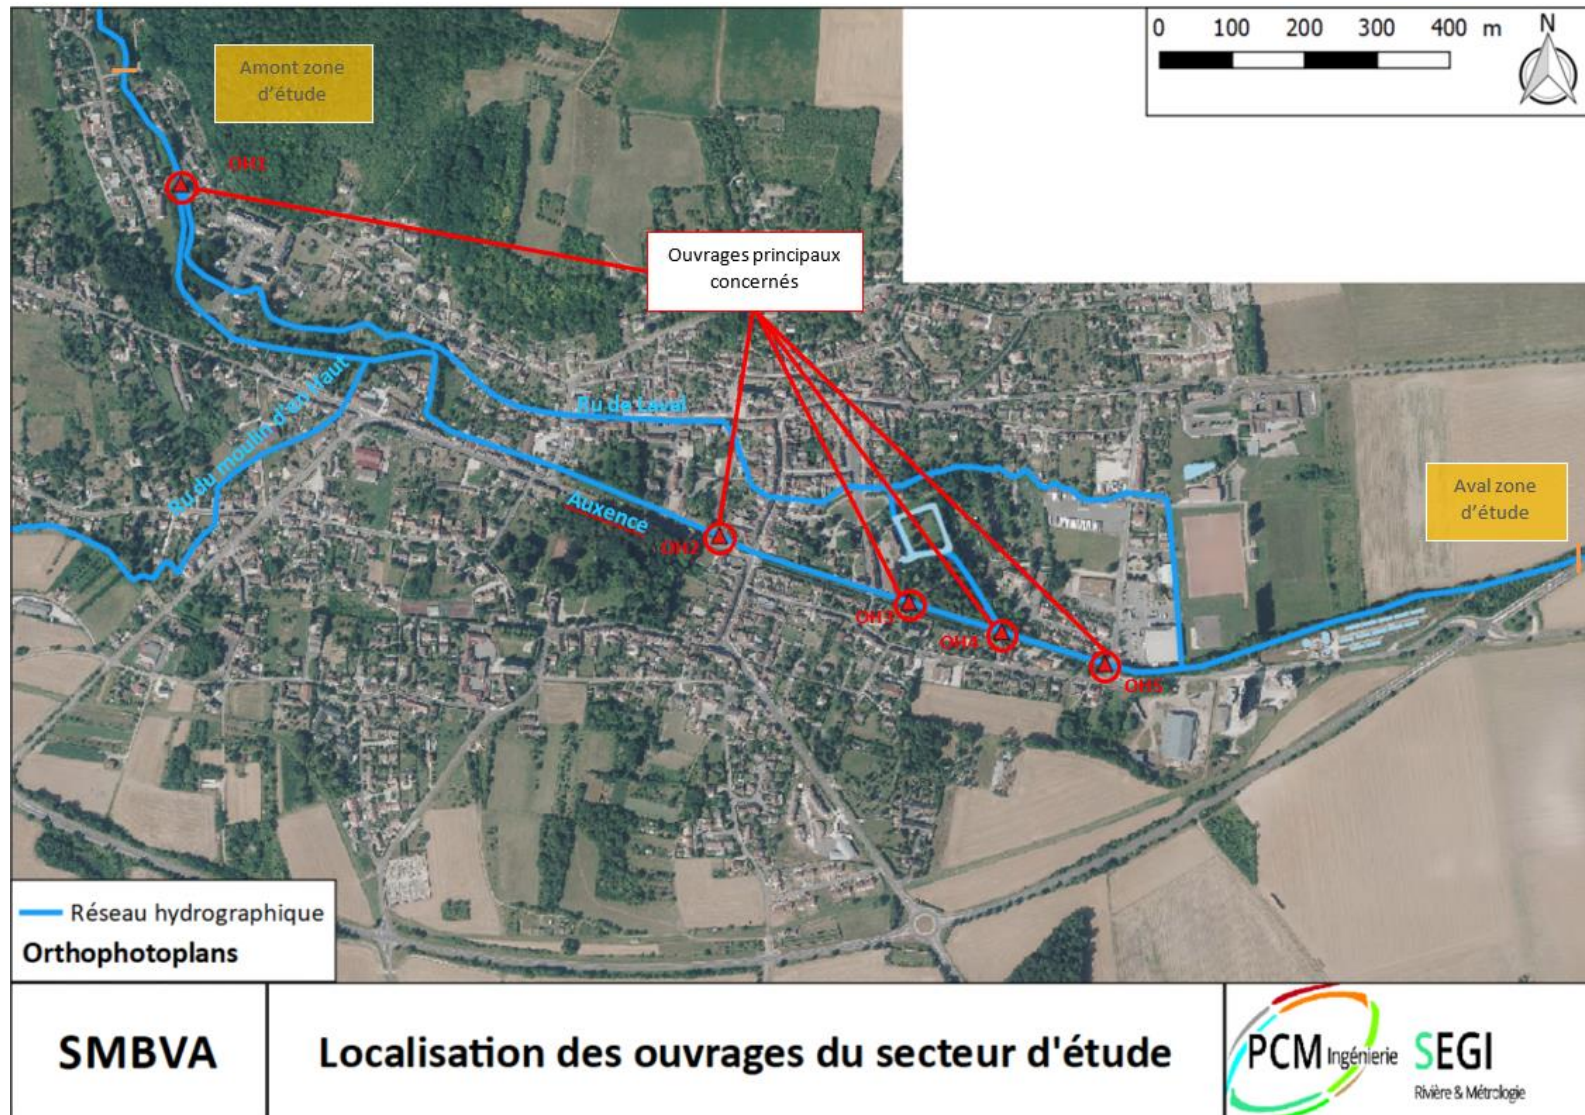 0 100 200 300 400 m
N
Amont zone
d'étude
OH1
Ouvrages principaux
concernés
Ru du moulin d'en Haut
Ru de Level
Auxence
Aval zone
d'étude
OH2
OH3
OH4
OH5
Réseau hydrographique
Orthophotoplans
SMBVA
Localisation des ouvrages du secteur d'étude
PCM Ingénierie
SEGI
Rivière & Métrologie